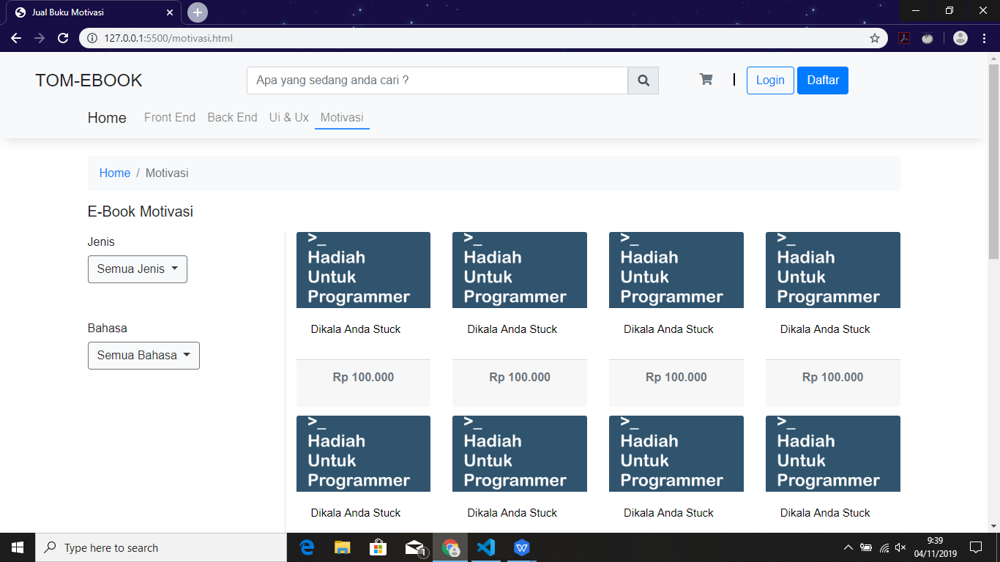 Jual Buku Motivasi
127.0.0.1:5500/motivasi.html
TOM-EBOOK
Apa yang sedang anda cari ?
|
Login
Daftar
Home
Front End
Back End
Ui & Ux
Motivasi
Home / Motivasi
E-Book Motivasi
Jenis
Semua Jenis
Bahasa
Semua Bahasa
>_
Hadiah
Untuk
Programmer
Dikala Anda Stuck
Rp 100.000
>_
Hadiah
Untuk
Programmer
Dikala Anda Stuck
Rp 100.000
>_
Hadiah
Untuk
Programmer
Dikala Anda Stuck
Rp 100.000
>_
Hadiah
Untuk
Programmer
Dikala Anda Stuck
Rp 100.000
>_
Hadiah
Untuk
Programmer
Dikala Anda Stuck
>_
Hadiah
Untuk
Programmer
Dikala Anda Stuck
>_
Hadiah
Untuk
Programmer
Dikala Anda Stuck
>_
Hadiah
Untuk
Programmer
Dikala Anda Stuck
Type here to search
1
9:39
04/11/2019